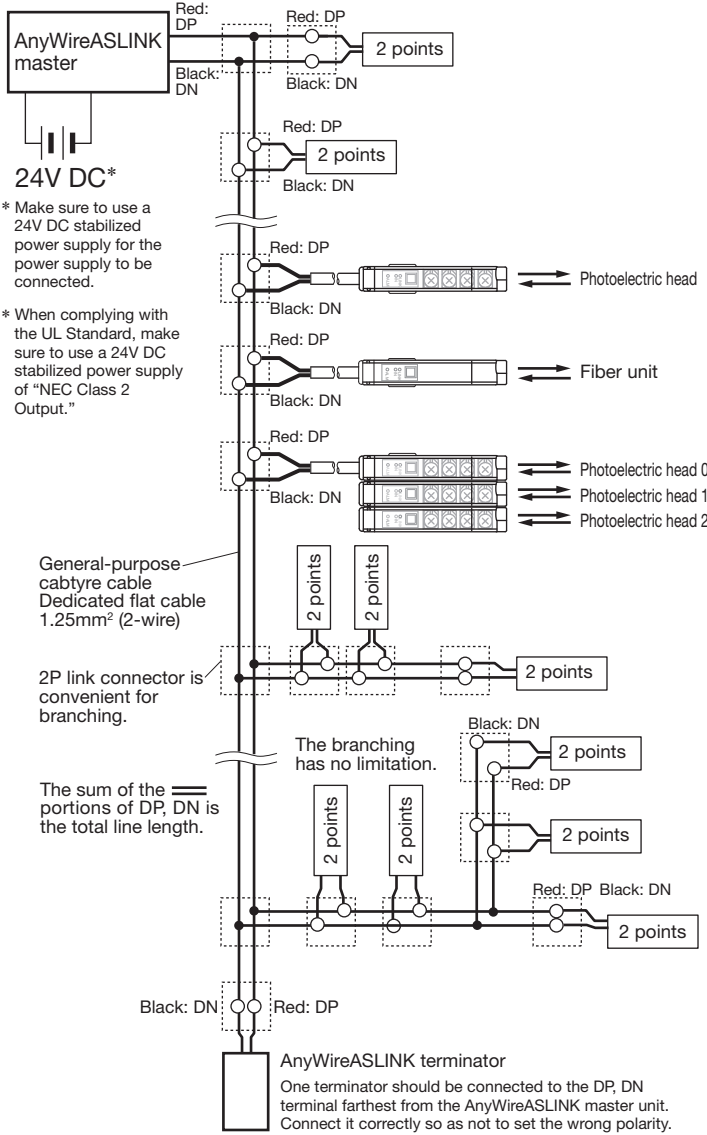 Red:
DP
AnyWireASLINK
master
Black:
DN
Red: DP
2 points
Black: DN
24V DC*
Red: DP
2 points
Black: DN
* Make sure to use a
24V DC stabilized
power supply for the
power supply to be
connected.
* When complying with
the UL Standard, make
sure to use a 24V DC
stabilized power supply
of “NEC Class 2
Output.”
Red: DP
Photoelectric head
Black: DN
Red: DP
Fiber unit
Black: DN
Red: DP
Photoelectric head 0
Black: DN
Photoelectric head 1
Photoelectric head 2
General-purpose
cabtyre cable
Dedicated flat cable
1.25mm² (2-wire)
2 points
2 points
2P link connector is
convenient for
branching.
2 points
The branching
has no limitation.
Black: DN
2 points
Red: DP
The sum of the
portions of DP, DN is
the total line length.
2 points
2 points
2 points
Red: DP Black: DN
2 points
Black: DN
Red: DP
AnyWireASLINK terminator
One terminator should be connected to the DP, DN
terminal farthest from the AnyWireASLINK master unit.
Connect it correctly so as not to set the wrong polarity.